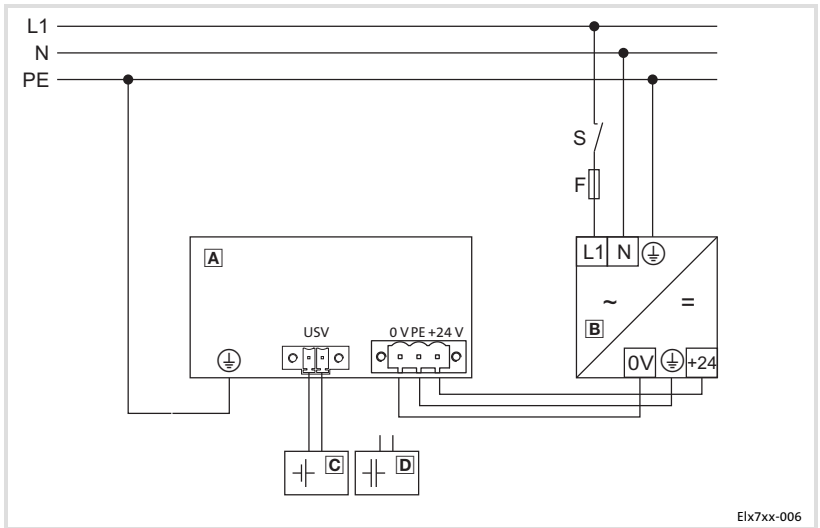 L1
N
PE
S
F
A
L1 N
~ =
B
USV
0 V PE +24 V
0V +24
C D
Elx7xx-006